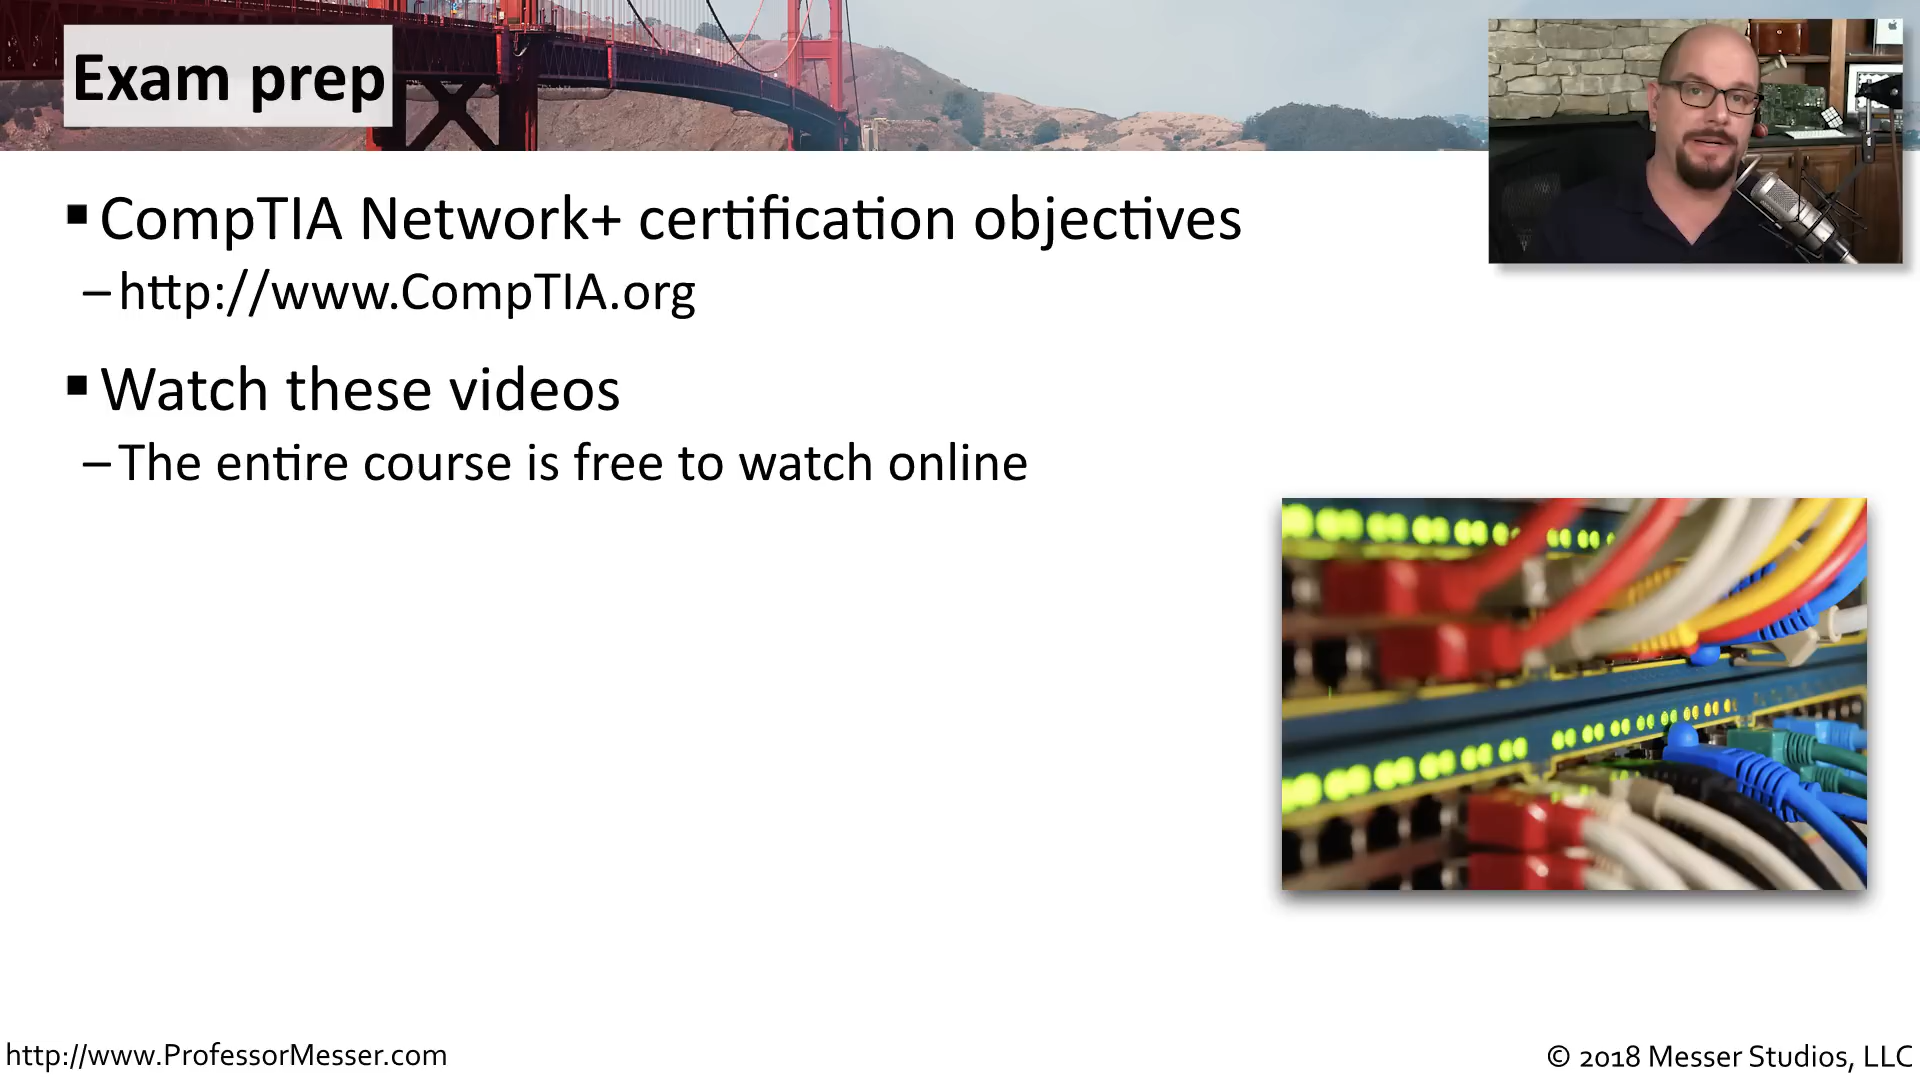 Exam prep
▪ CompTIA Network+ certification objectives
– http://www.CompTIA.org
▪ Watch these videos
– The entire course is free to watch online
http://www.ProfessorMesser.com
© 2018 Messer Studios, LLC